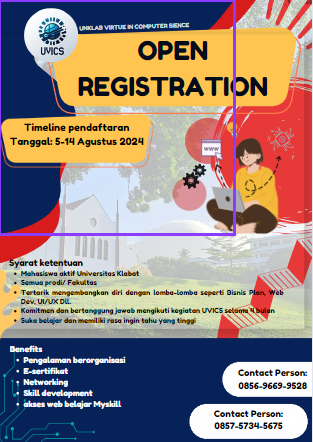 UVICS
UNKLAB VIRTUE IN COMPUTER SIENCE
OPEN
REGISTRATION
Timeline pendaftaran
Tanggal: 5-14 Agustus 2024
WWW
Syarat ketentuan
Mahasiswa aktif Universitas Klabat
Semua prodi/ Fakultas
Tertarik mengembangkan diri dengan lomba-lomba seperti Bisnis Plan, Web
Dev, UI/UX Dll.
Komitmen dan bertanggung jawab mengikuti kegiatan UVICS selama 4 bulan
Suka belajar dan memiliki rasa ingin tahu yang tinggi
Benefits
Pengalaman berorganisasi
E-sertifikat
Networking
Skill development
akses web belajar Myskill
Contact Person:
0856-9669-9528
Contact Person:
0857-5734-5675